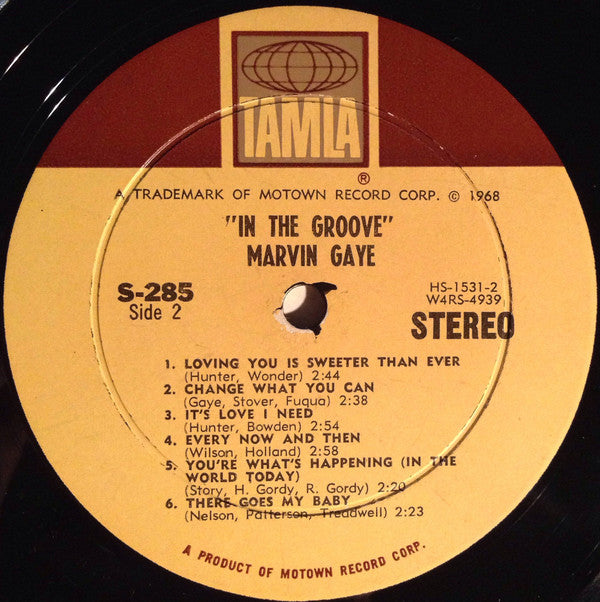 TAMLA
®
A TRADEMARK OF MOTOWN RECORD CORP. © 1968
"IN THE GROOVE"
MARVIN GAYE
S-285
Side 2
HS-1531-2
W4RS-4939
STEREO
1. LOVING YOU IS SWEETER THAN EVER
(Hunter, Wonder) 2:44
2. CHANGE WHAT YOU CAN
(Gaye, Stover, Fuqua) 2:38
3. IT'S LOVE I NEED
(Hunter, Bowden) 2:54
4. EVERY NOW AND THEN
(Wilson, Holland) 2:58
5. YOU'RE WHAT'S HAPPENING (IN THE
WORLD TODAY)
(Story, H. Gordy, R. Gordy) 2:20
6. THERE GOES MY BABY
(Nelson, Patterson, Treadwell) 2:23
A PRODUCT OF MOTOWN RECORD CORP.